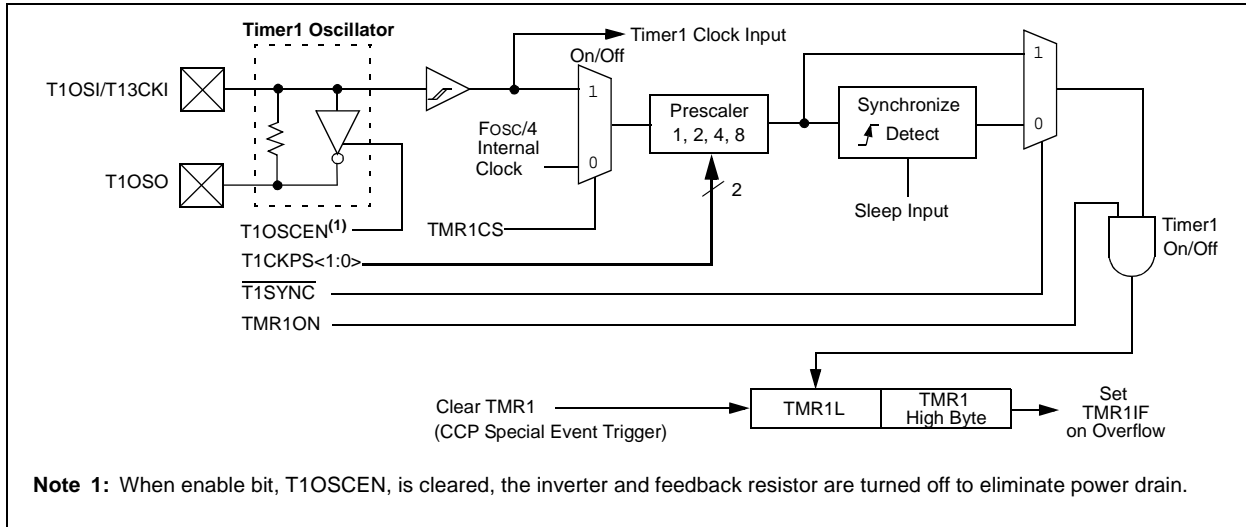 Timer1 Oscillator
Timer1 Clock Input
On/Off
1
T1OSI/T13CKI
1
Prescaler
1, 2, 4, 8
Synchronize
Detect
FOSC/4
Internal
Clock
0
0
T1OSO
2
Sleep Input
T1OSCEN(1)
TMR1CS
Timer1
On/Off
T1CKPS<1:0>
T1SYNC
TMR1ON
Clear TMR1
(CCP Special Event Trigger)
TMR1L
TMR1
High Byte
Set
TMR1IF
on Overflow
Note 1: When enable bit, T1OSCEN, is cleared, the inverter and feedback resistor are turned off to eliminate power drain.